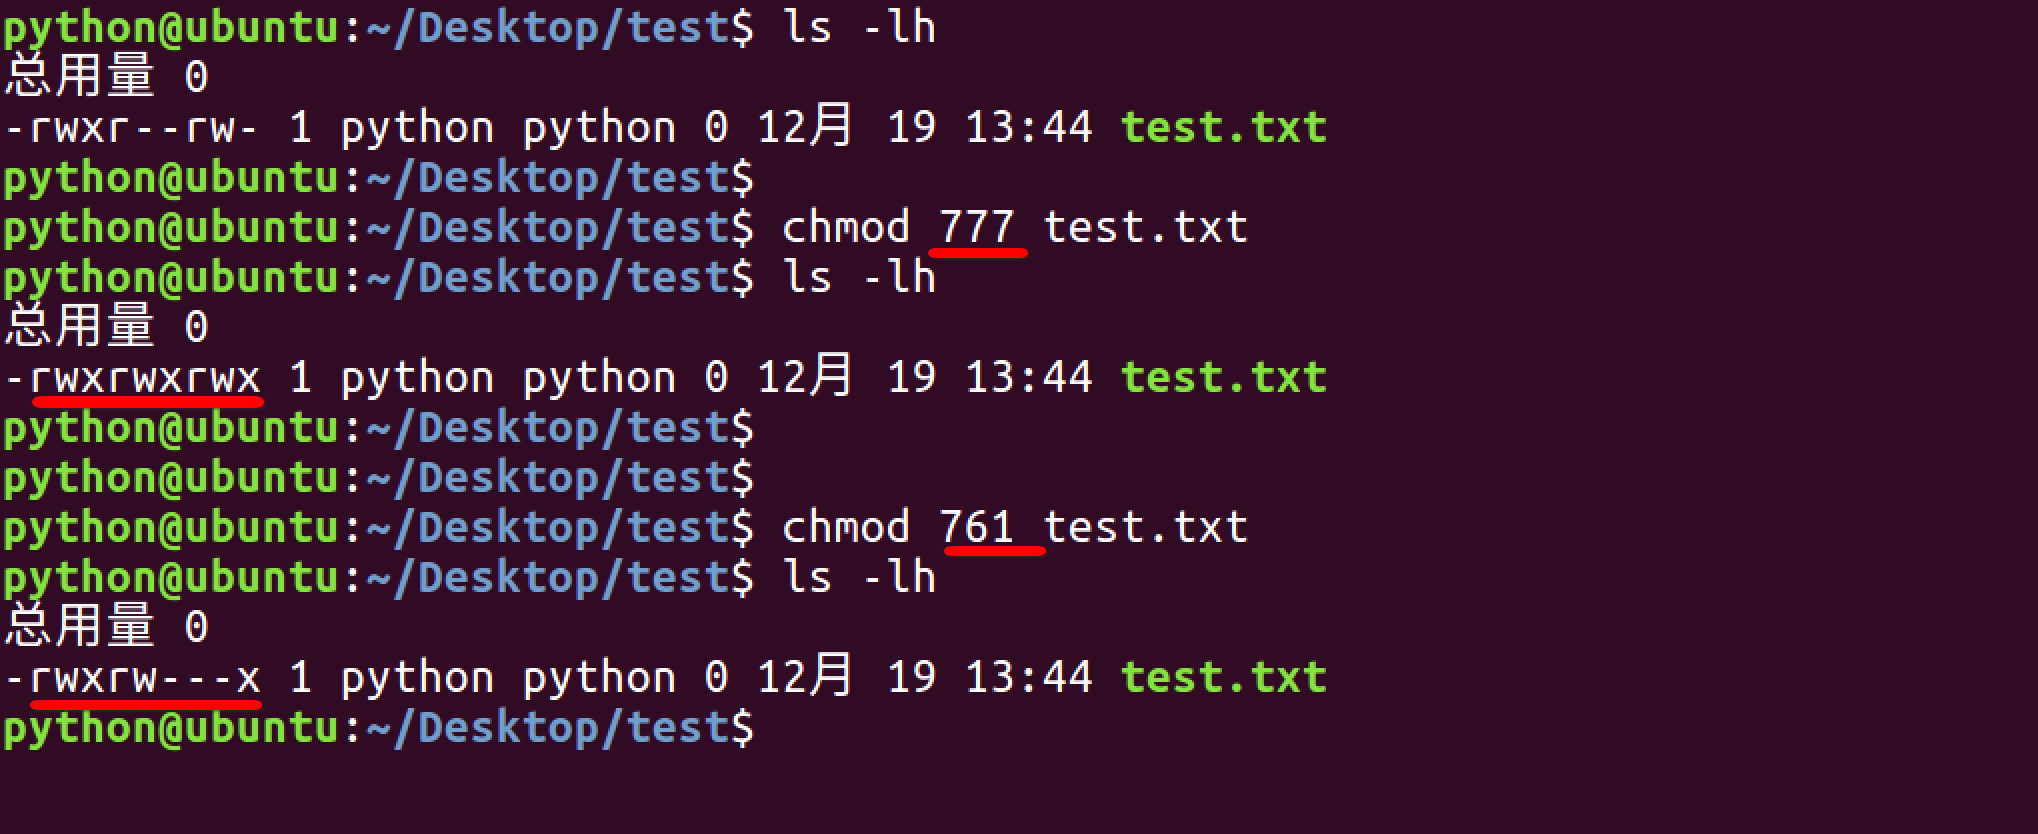 python@ubuntu:~/Desktop/test$ ls -lh
总用量 0
-rwxr--rw- 1 python python 0 12月 19 13:44 test.txt
python@ubuntu:~/Desktop/test$
python@ubuntu:~/Desktop/test$ chmod 777 test.txt
python@ubuntu:~/Desktop/test$ ls -lh
总用量 0
-rwxrwxrwx 1 python python 0 12月 19 13:44 test.txt
python@ubuntu:~/Desktop/test$
python@ubuntu:~/Desktop/test$
python@ubuntu:~/Desktop/test$ chmod 761 test.txt
python@ubuntu:~/Desktop/test$ ls -lh
总用量 0
-rwxrw---x 1 python python 0 12月 19 13:44 test.txt
python@ubuntu:~/Desktop/test$